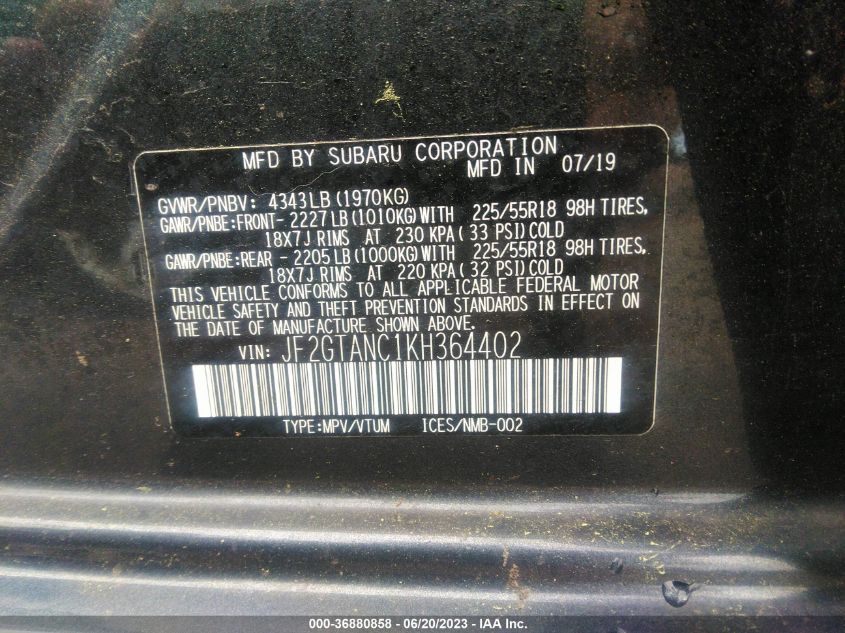 MFD BY SUBARU CORPORATION
MFD IN 07/19
GVWR/PNBV: 4343LB (1970KG)
GAWR/PNBE:FRONT- 2227 LB (1010KG) WITH 225/55R18 98H TIRES,
18X7J RIMS AT 230 KPA ( 33 PSI) COLD
GAWR/PNBE:REAR - 2205 LB (1000KG) WITH 225/55R18 98H TIRES,
18X7J RIMS AT 220 KPA ( 32 PSI) COLD
THIS VEHICLE CONFORMS TO ALL APPLICABLE FEDERAL MOTOR
VEHICLE SAFETY AND THEFT PREVENTION STANDARDS IN EFFECT ON
THE DATE OF MANUFACTURE SHOWN ABOVE.
VIN: JF2GTANC1KH364402
TYPE:MPV/VTUM ICES/NMB-002
000-36880858 - 06/20/2023 - IAA Inc.